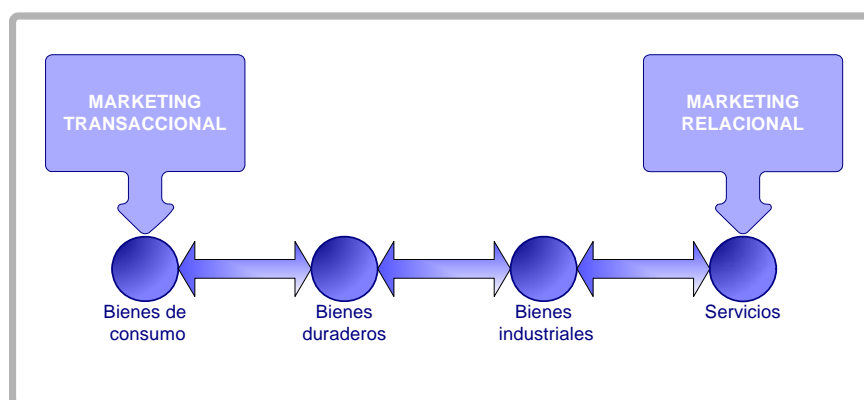 MARKETING
TRANSACCIONAL
MARKETING
RELACIONAL
Bienes de
consumo
Bienes
duraderos
Bienes
industriales
Servicios